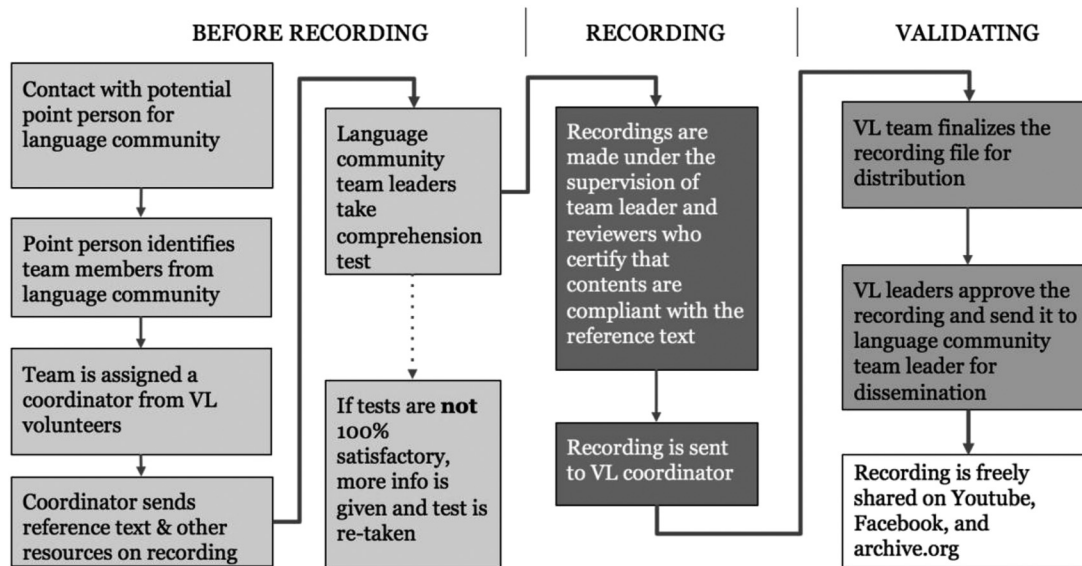 BEFORE RECORDING
Contact with potential
point person for
language community
Point person identifies
team members from
language community
Team is assigned a
coordinator from VL
volunteers
Coordinator sends
reference text & other
resources on recording
Language
community
team leaders
take
comprehension
test
If tests are not
100%
satisfactory,
more info is
given and test is
re-taken
RECORDING
Recordings are
made under the
supervision of
team leader and
reviewers who
certify that
contents are
compliant with the
reference text
Recording is sent
to VL coordinator
VALIDATING
VL team finalizes the
recording file for
distribution
VL leaders approve the
recording and send it to
language community
team leader for
dissemination
Recording is freely
shared on Youtube,
Facebook, and
archive.org